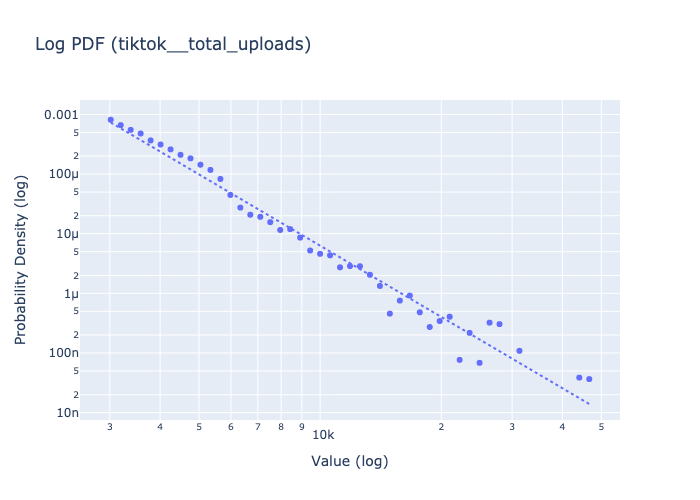 Log PDF (tiktok__total_uploads)
0.001
5
2
100μ
5
2
10μ
5
2
1μ
5
2
100n
5
2
10n
3 4 5 6 7 8 9 10k 2 3 4 5
Probability Density (log)
Value (log)